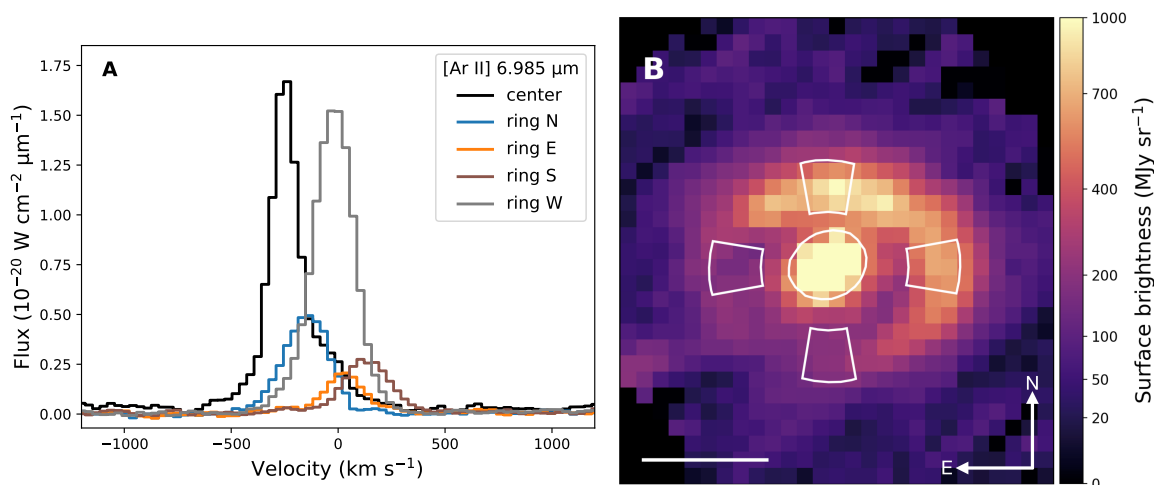 A
[Ar II] 6.985 μm
center
ring N
ring E
ring S
ring W
1.75
1.50
1.25
1.00
0.75
0.50
0.25
0.00
Flux (10⁻²⁰ W cm⁻² μm⁻¹)
−1000
−500
0
500
1000
Velocity (km s⁻¹)
B
N
E
1000
700
400
200
100
50
20
0
Surface brightness (MJy sr⁻¹)